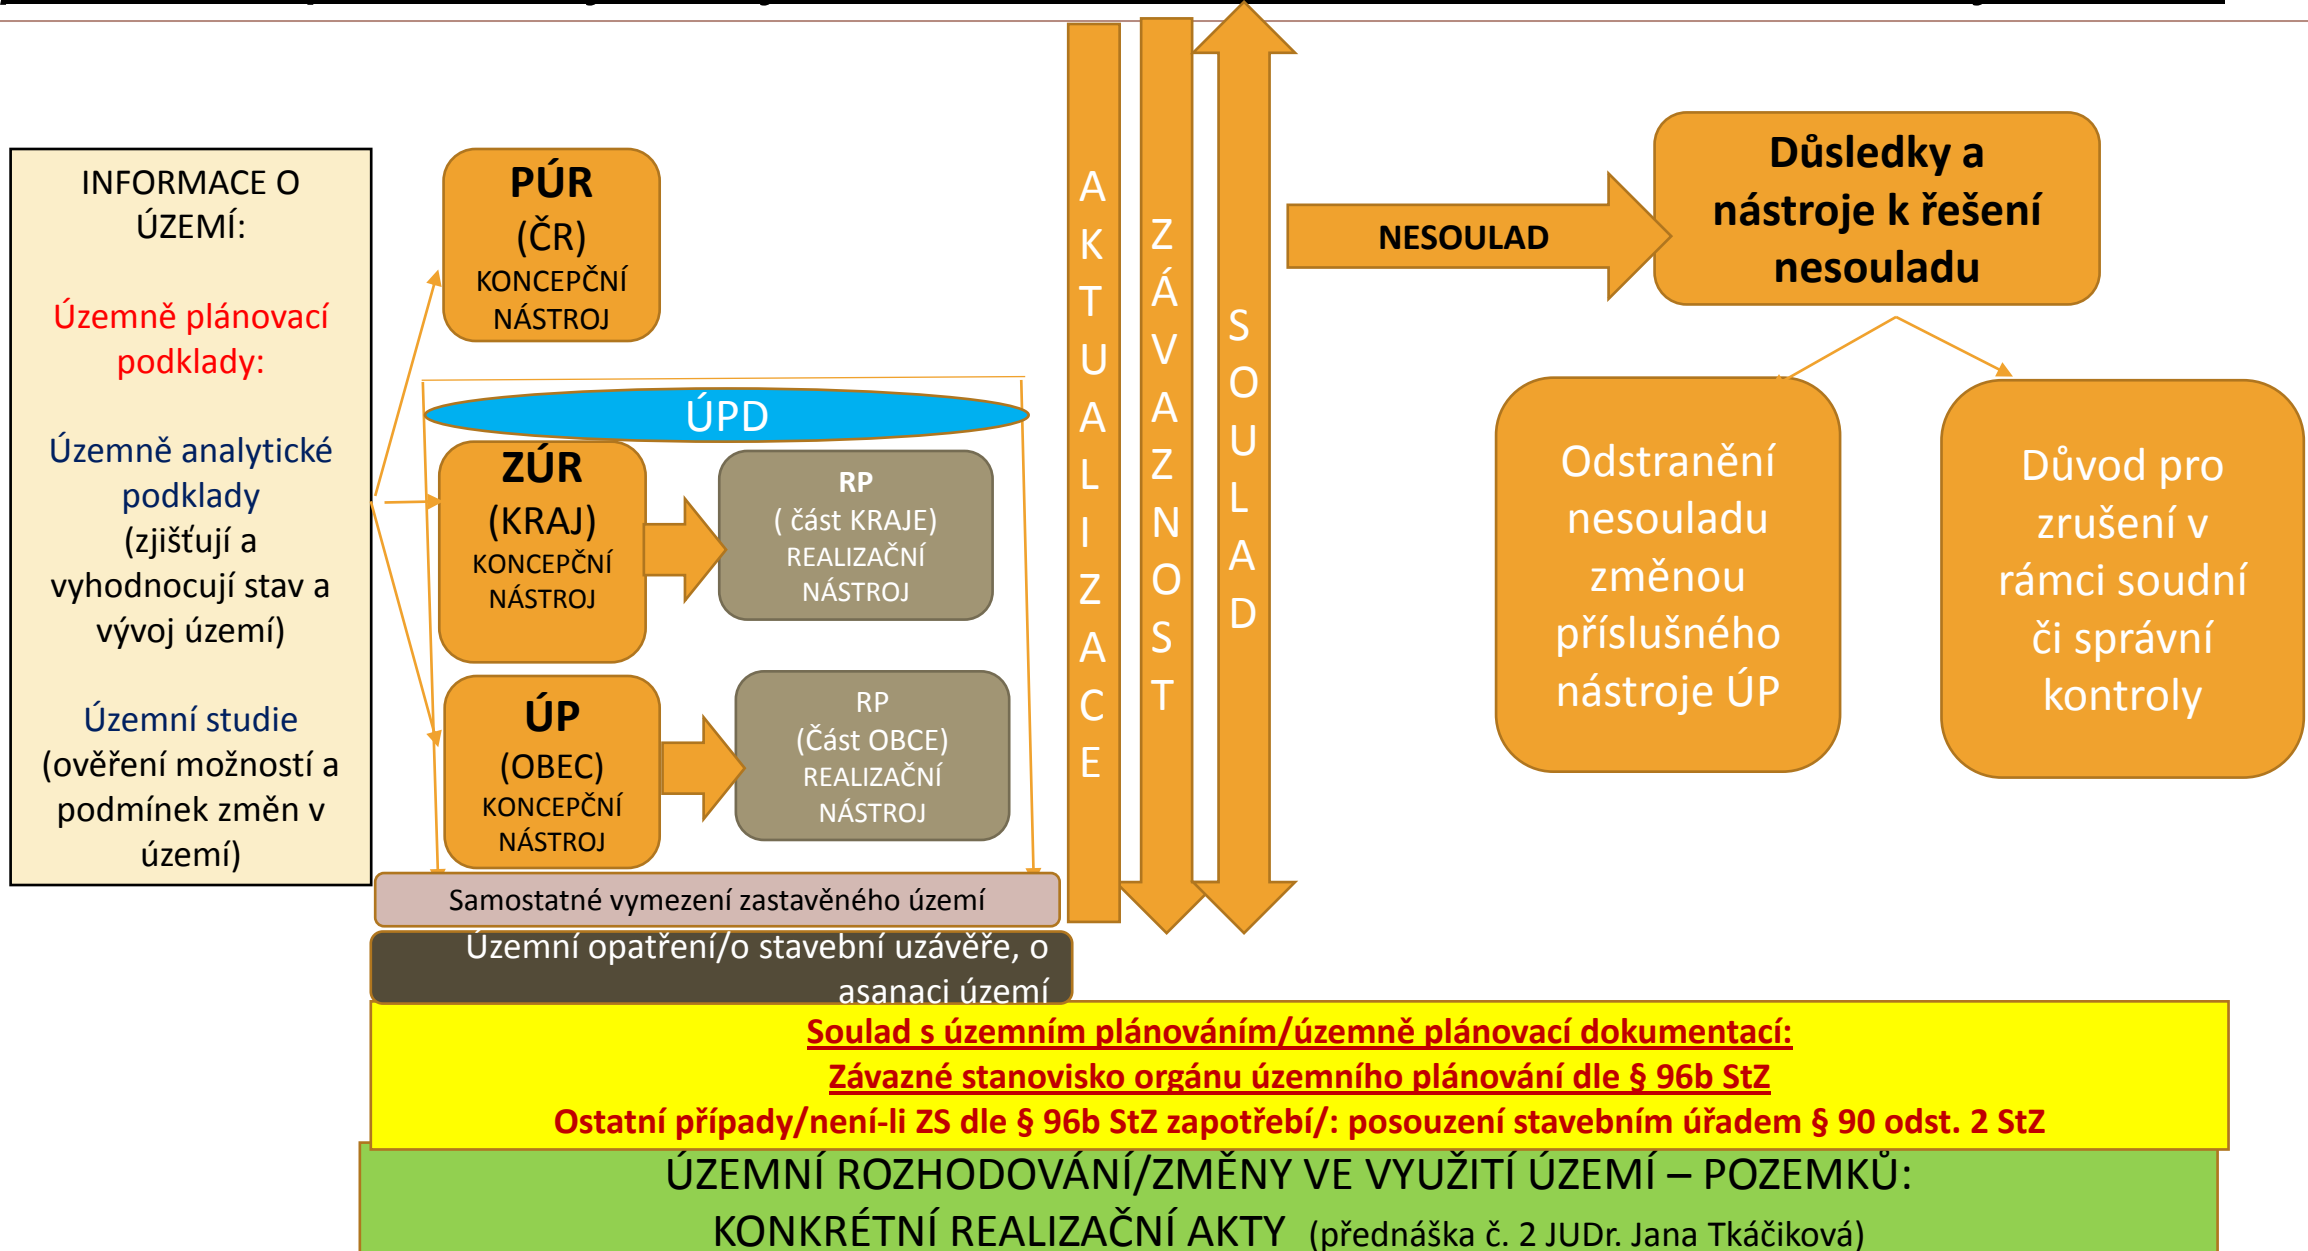 INFORMACE O
ÚZEMÍ:
Územně plánovací
podklady:
Územně analytické
podklady
(zjišťují a
vyhodnocují stav a
vývoj území)
Územní studie
(ověření možností a
podmínek změn v
území)
PÚR
(ČR)
KONCEPČNÍ
NÁSTROJ
ÚPD
ZÚR
(KRAJ)
KONCEPČNÍ
NÁSTROJ
RP
( část KRAJE)
REALIZAČNÍ
NÁSTROJ
ÚP
(OBEC)
KONCEPČNÍ
NÁSTROJ
RP
(Část OBCE)
REALIZAČNÍ
NÁSTROJ
Samostatné vymezení zastavěného území
Územní opatření/o stavební uzávěře, o
asanaci území
AKTUALIZACE
ZÁVAZNOST
SOULAD
NESOULAD
Důsledky a
nástroje k řešení
nesouladu
Odstranění
nesouladu
změnou
příslušného
nástroje ÚP
Důvod pro
zrušení v
rámci soudní
či správní
kontroly
Soulad s územním plánováním/územně plánovací dokumentací:
Závazné stanovisko orgánu územního plánování dle § 96b StZ
Ostatní případy/není-li ZS dle § 96b StZ zapotřebí/: posouzení stavebním úřadem § 90 odst. 2 StZ
ÚZEMNÍ ROZHODOVÁNÍ/ZMĚNY VE VYUŽITÍ ÚZEMÍ – POZEMKŮ:
KONKRÉTNÍ REALIZAČNÍ AKTY (přednáška č. 2 JUDr. Jana Tkáčiková)